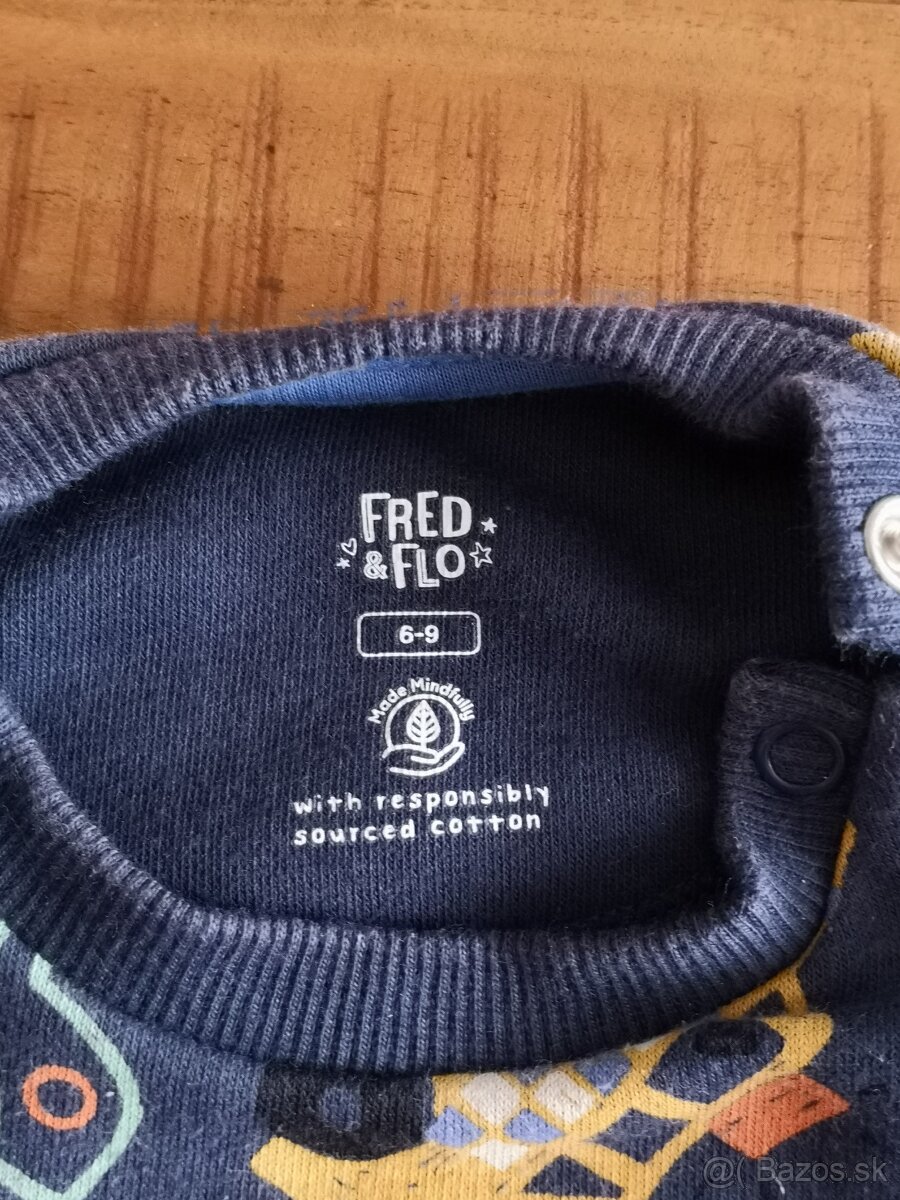 FRED
& FLO
6-9
Made Mindfully
with responsibly
sourced cotton
@( Bazos.sk